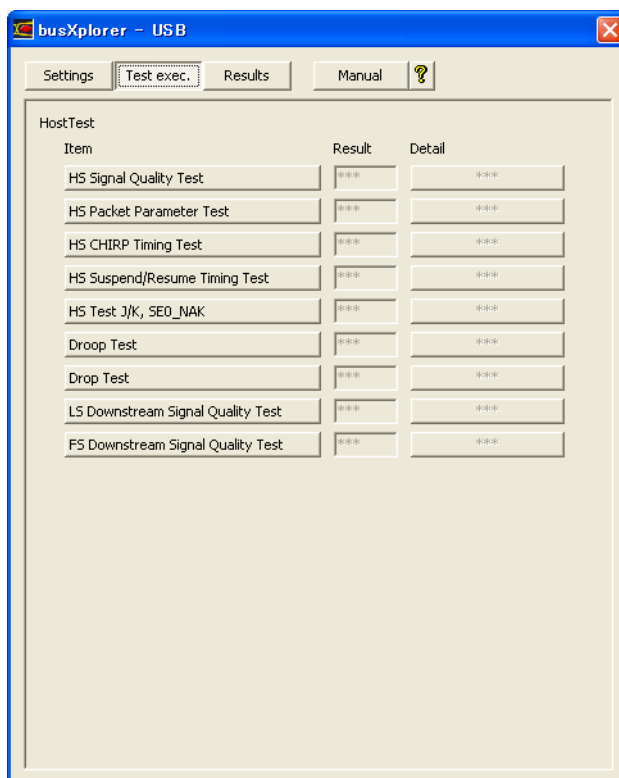 busXplorer - USB
Settings Test exec. Results Manual ?
HostTest
Item Result Detail
HS Signal Quality Test *** ***
HS Packet Parameter Test *** ***
HS CHIRP Timing Test *** ***
HS Suspend/Resume Timing Test *** ***
HS Test J/K, SE0_NAK *** ***
Droop Test *** ***
Drop Test *** ***
LS Downstream Signal Quality Test *** ***
FS Downstream Signal Quality Test *** ***